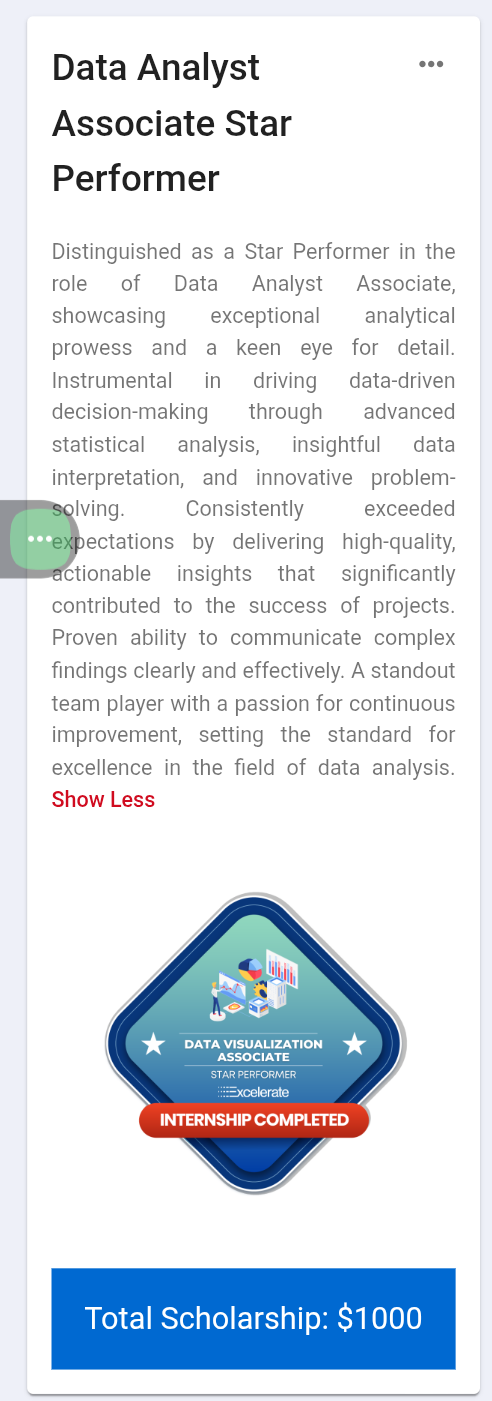 Data Analyst
Associate Star
Performer
Distinguished as a Star Performer in the
role of Data Analyst Associate,
showcasing exceptional analytical
prowess and a keen eye for detail.
Instrumental in driving data-driven
decision-making through advanced
statistical analysis, insightful data
interpretation, and innovative problem-
solving. Consistently exceeded
expectations by delivering high-quality,
actionable insights that significantly
contributed to the success of projects.
Proven ability to communicate complex
findings clearly and effectively. A standout
team player with a passion for continuous
improvement, setting the standard for
excellence in the field of data analysis.
Show Less
DATA VISUALIZATION
ASSOCIATE
STAR PERFORMER
Excelerate
INTERNSHIP COMPLETED
Total Scholarship: $1000